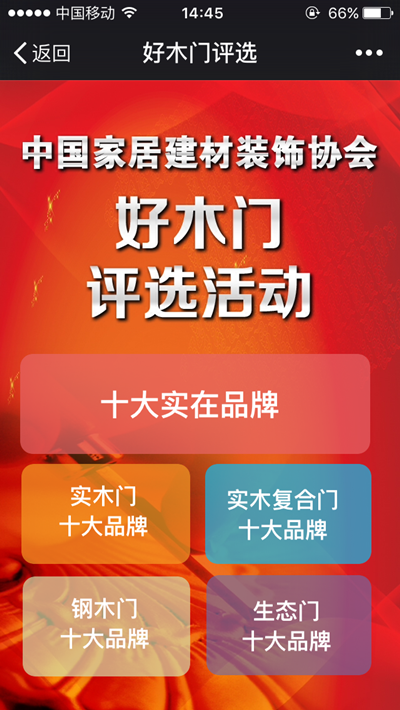 中国移动 14:45 66%
返回 好木门评选
中国家居建材装饰协会
好木门
评选活动
十大实在品牌
实木门
十大品牌
实木复合门
十大品牌
钢木门
十大品牌
生态门
十大品牌